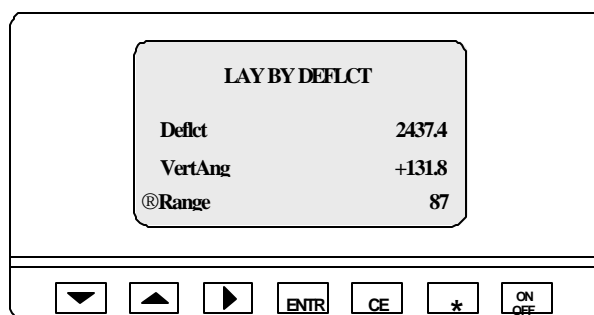 LAY BY DEFLCT
Deflct 2437.4
VertAng +131.8
®Range 87
ENTR CE * ON OFF